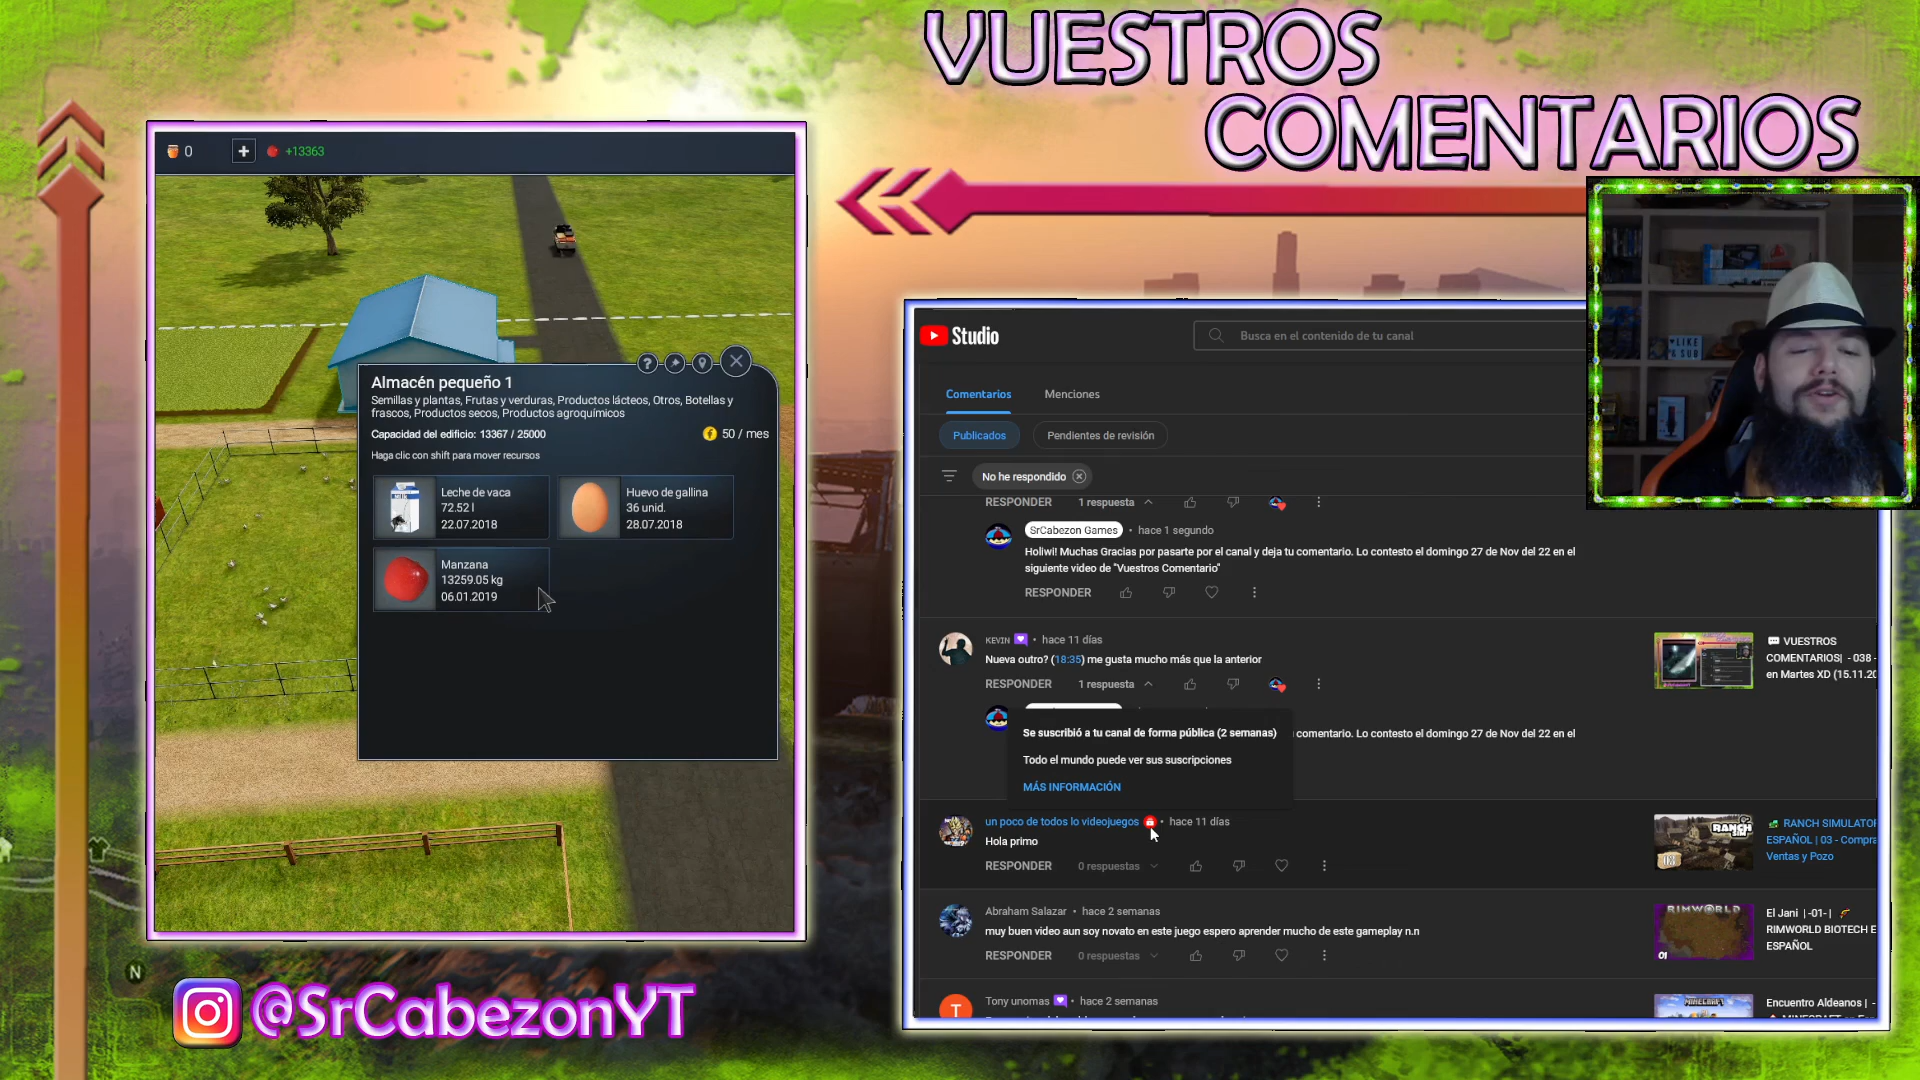 VUESTROS
COMENTARIOS
0
+13363
Almacén pequeño 1
Semillas y plantas, Frutas y verduras, Productos lácteos, Otros, Botellas y
frascos, Productos secos, Productos agroquímicos
Capacidad del edificio: 13367 / 25000
50 / mes
Haga clic con shift para mover recursos
Leche de vaca
72.52 l
22.07.2018
Huevo de gallina
36 unid.
28.07.2018
Manzana
13259.05 kg
06.01.2019
N
@SrCabezonYT
Studio
Busca en el contenido de tu canal
Comentarios
Menciones
Publicados
Pendientes de revisión
No he respondido
RESPONDER
1 respuesta
SrCabezon Games
• hace 1 segundo
Holiwi! Muchas Gracias por pasarte por el canal y deja tu comentario. Lo contesto el domingo 27 de Nov del 22 en el
siguiente video de "Vuestros Comentario"
RESPONDER
KEVIN
• hace 11 días
Nueva outro? (18:35) me gusta mucho más que la anterior
RESPONDER
1 respuesta
VUESTROS
COMENTARIOS| - 038 -
en Martes XD (15.11.20
Se suscribió a tu canal de forma pública (2 semanas)
Todo el mundo puede ver sus suscripciones
MÁS INFORMACIÓN
comentario. Lo contesto el domingo 27 de Nov del 22 en el
un poco de todos lo videojuegos
• hace 11 días
Hola primo
RESPONDER
0 respuestas
RANCH
03
RANCH SIMULATOR
ESPAÑOL | 03 - Compra
Ventas y Pozo
Abraham Salazar • hace 2 semanas
muy buen video aun soy novato en este juego espero aprender mucho de este gameplay n.n
RESPONDER
0 respuestas
RIMWORLD
01
El Jani |-01-|
RIMWORLD BIOTECH E
ESPAÑOL
T
Tony unomas
• hace 2 semanas
MINECRAFT
Encuentro Aldeanos | -
LIKE
& SUB